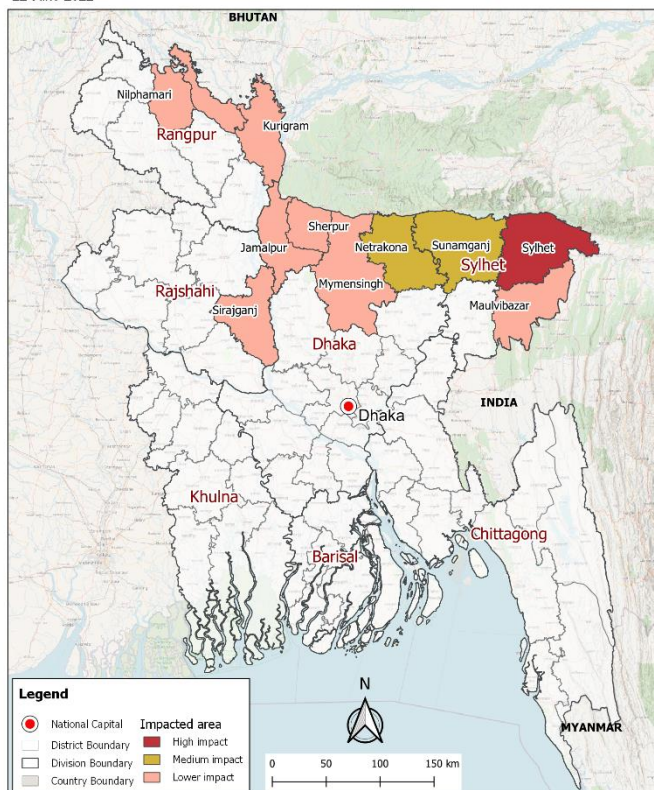 BHUTAN
Nilphamari
Rangpur
Kurigram
Sherpur
Jamalpur
Netrakona
Sunamganj
Sylhet
Sylhet
Mymensingh
Rajshahi
Sirajganj
Maulvibazar
Dhaka
INDIA
Dhaka
Khulna
Chittagong
Barisal
MYANMAR
Legend
National Capital
District Boundary
Division Boundary
Country Boundary
Impacted area
High impact
Medium impact
Lower impact
N
0 50 100 150 km